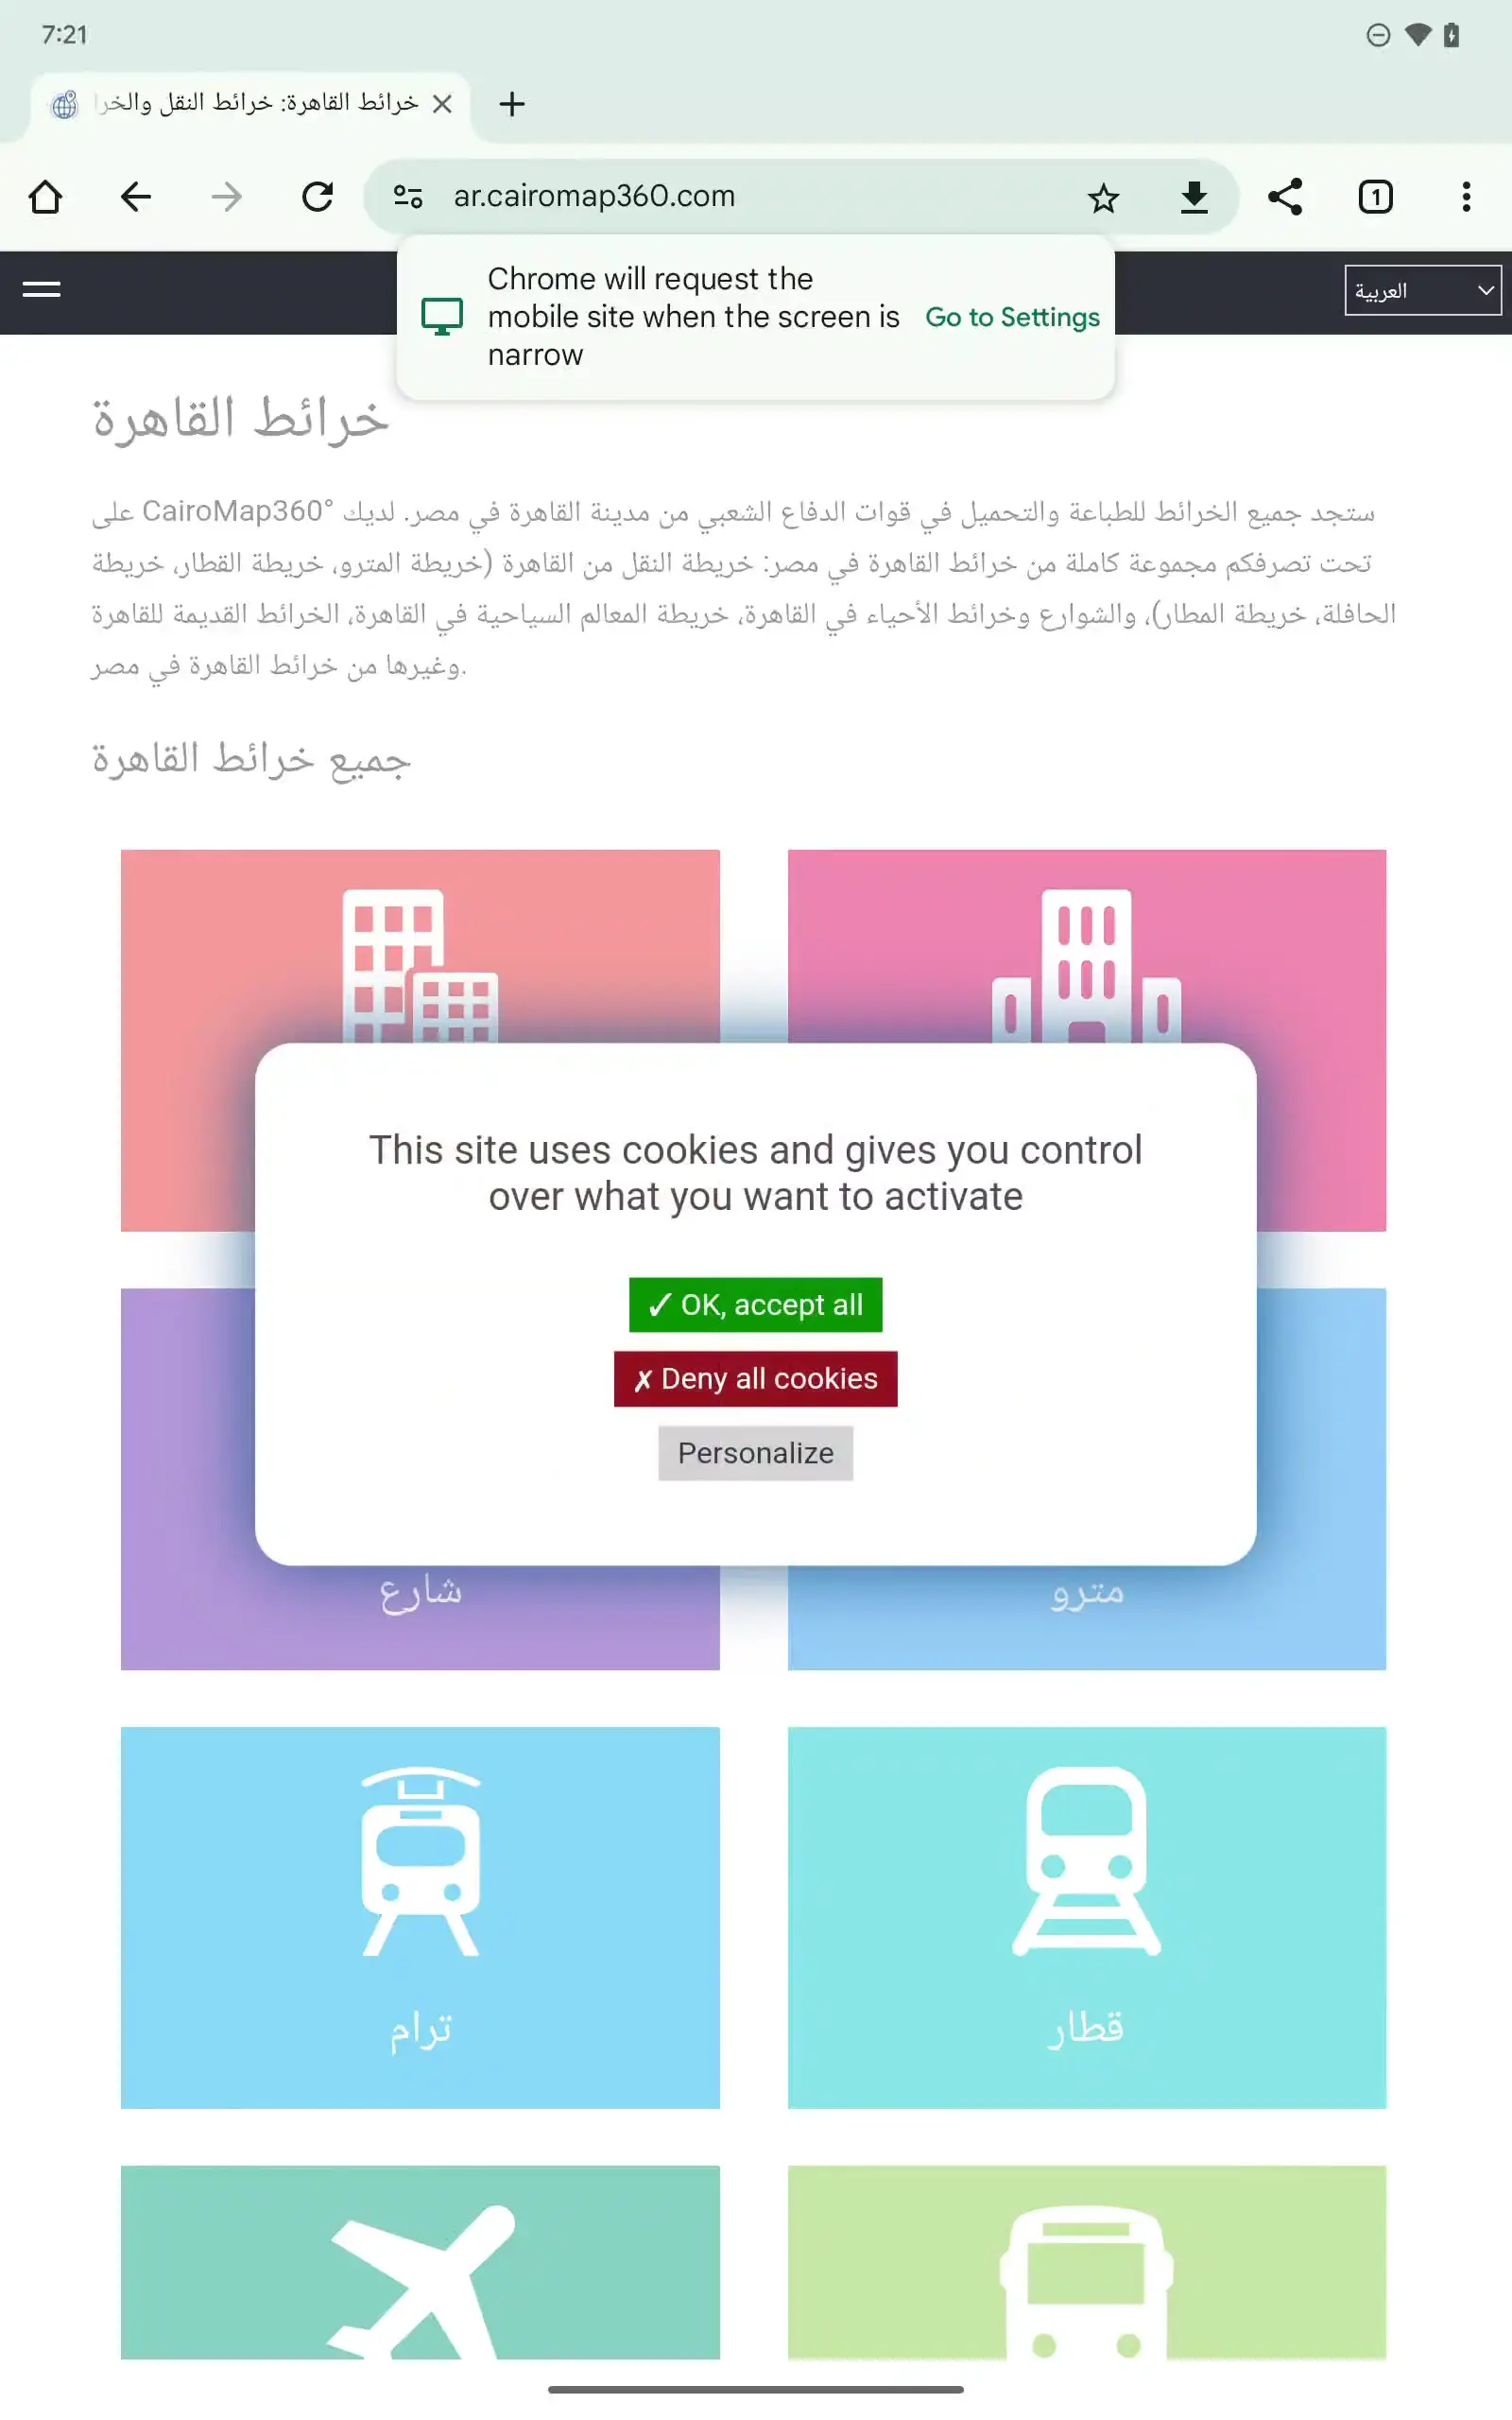 7:21
خرائط القاهرة: خرائط النقل والخرا
ar.cairomap360.com
1
Chrome will request the
mobile site when the screen is
narrow
Go to Settings
العربية
خرائط القاهرة
ستجد جميع الخرائط للطباعة والتحميل في قوات الدفاع الشعبي من مدينة القاهرة في مصر. لديك CairoMap360° على
تحت تصرفكم مجموعة كاملة من خرائط القاهرة في مصر: خريطة النقل من القاهرة (خريطة المترو، خريطة القطار، خريطة
الحافلة، خريطة المطار)، والشوارع وخرائط الأحياء في القاهرة، خريطة المعالم السياحية في القاهرة، الخرائط القديمة للقاهرة
وغيرها من خرائط القاهرة في مصر.
جميع خرائط القاهرة
This site uses cookies and gives you control
over what you want to activate
✓ OK, accept all
✗ Deny all cookies
Personalize
شارع
مترو
ترام
قطار